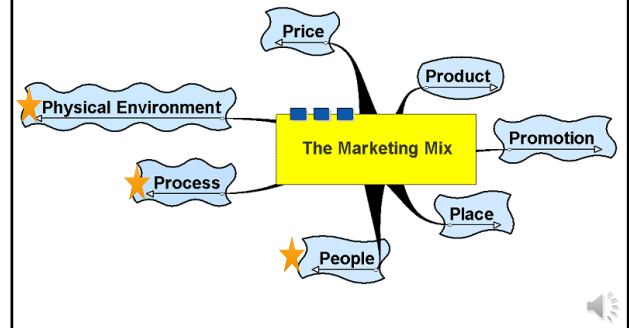 Price
Product
Physical Environment
The Marketing Mix
Promotion
Process
Place
People